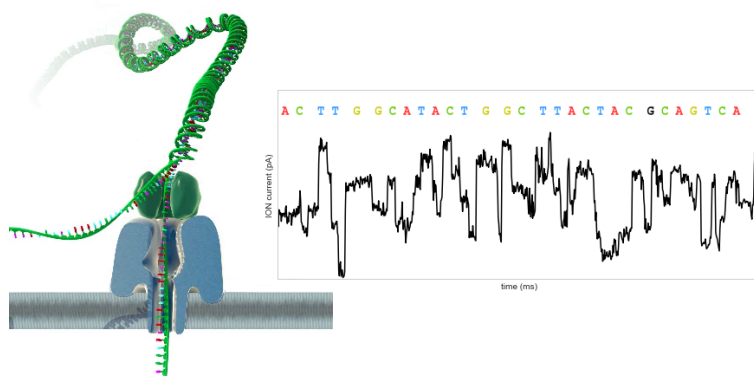 A C T T G G C A T A C T G G C T T A C T A C G C A G T C A
ION current (pA)
time (ms)